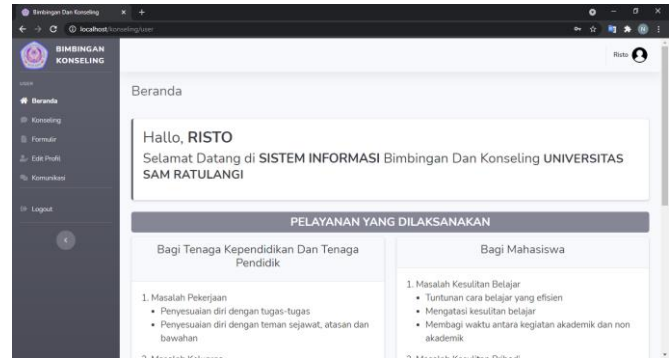 Bimbingan Dan Konseling
localhost/konseling/user
BIMBINGAN
KONSELING
Risto
USER
Beranda
Konseling
Formulir
Edit Profil
Komunikasi
Logout
Beranda
Hallo, RISTO
Selamat Datang di SISTEM INFORMASI Bimbingan Dan Konseling UNIVERSITAS
SAM RATULANGI
PELAYANAN YANG DILAKSANAKAN
Bagi Tenaga Kependidikan Dan Tenaga
Pendidik
1. Masalah Pekerjaan
• Penyesuaian diri dengan tugas-tugas
• Penyesuaian diri dengan teman sejawat, atasan dan
bawahan
Bagi Mahasiswa
1. Masalah Kesulitan Belajar
• Tuntunan cara belajar yang efisien
• Mengatasi kesulitan belajar
• Membagi waktu antara kegiatan akademik dan non
akademik